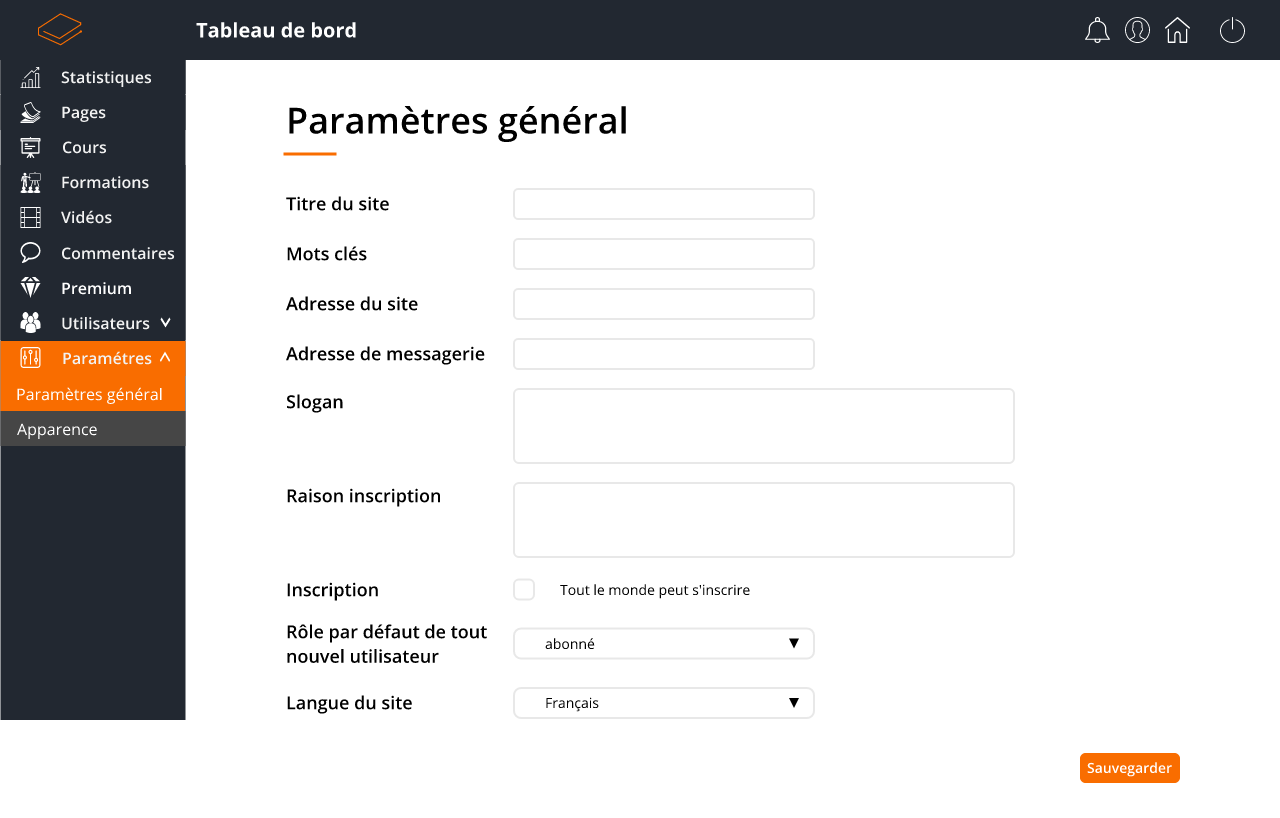 Tableau de bord
Statistiques
Pages
Cours
Formations
Vidéos
Commentaires
Premium
Utilisateurs
Paramétres
Paramètres général
Apparence
Paramètres général
Titre du site
Mots clés
Adresse du site
Adresse de messagerie
Slogan
Raison inscription
Inscription
Tout le monde peut s'inscrire
Rôle par défaut de tout
nouvel utilisateur
abonné
Langue du site
Français
Sauvegarder